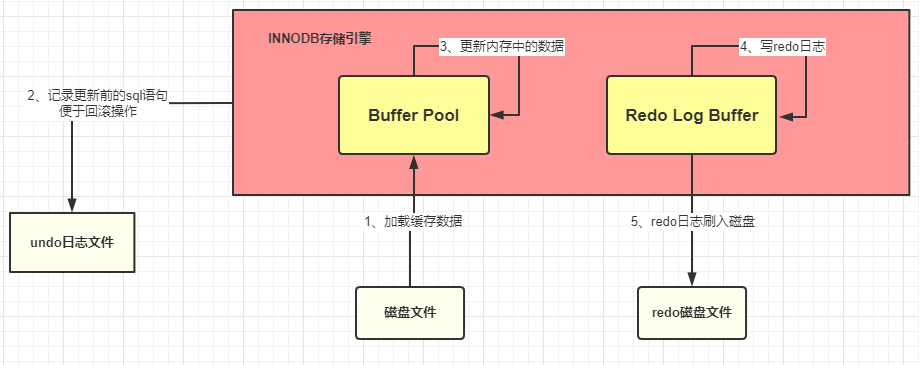 INNODB存储引擎
3、更新内存中的数据
4、写redo日志
2、记录更新前的sql语句
便于回滚操作
Buffer Pool
Redo Log Buffer
1、加载缓存数据
5、redo日志刷入磁盘
undo日志文件
磁盘文件
redo磁盘文件